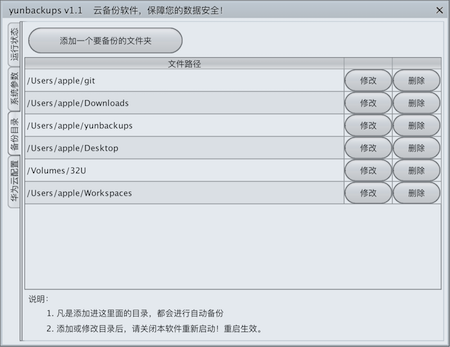 yunbackups v1.1 云备份软件，保障您的数据安全！
运行状态
系统参数
备份目录
华为云配置
添加一个要备份的文件夹
文件路径
/Users/apple/git 修改 删除
/Users/apple/Downloads 修改 删除
/Users/apple/yunbackups 修改 删除
/Users/apple/Desktop 修改 删除
/Volumes/32U 修改 删除
/Users/apple/Workspaces 修改 删除
说明：
1. 凡是添加进这里面的目录，都会进行自动备份
2. 添加或修改目录后，请关闭本软件重新启动！重启生效。